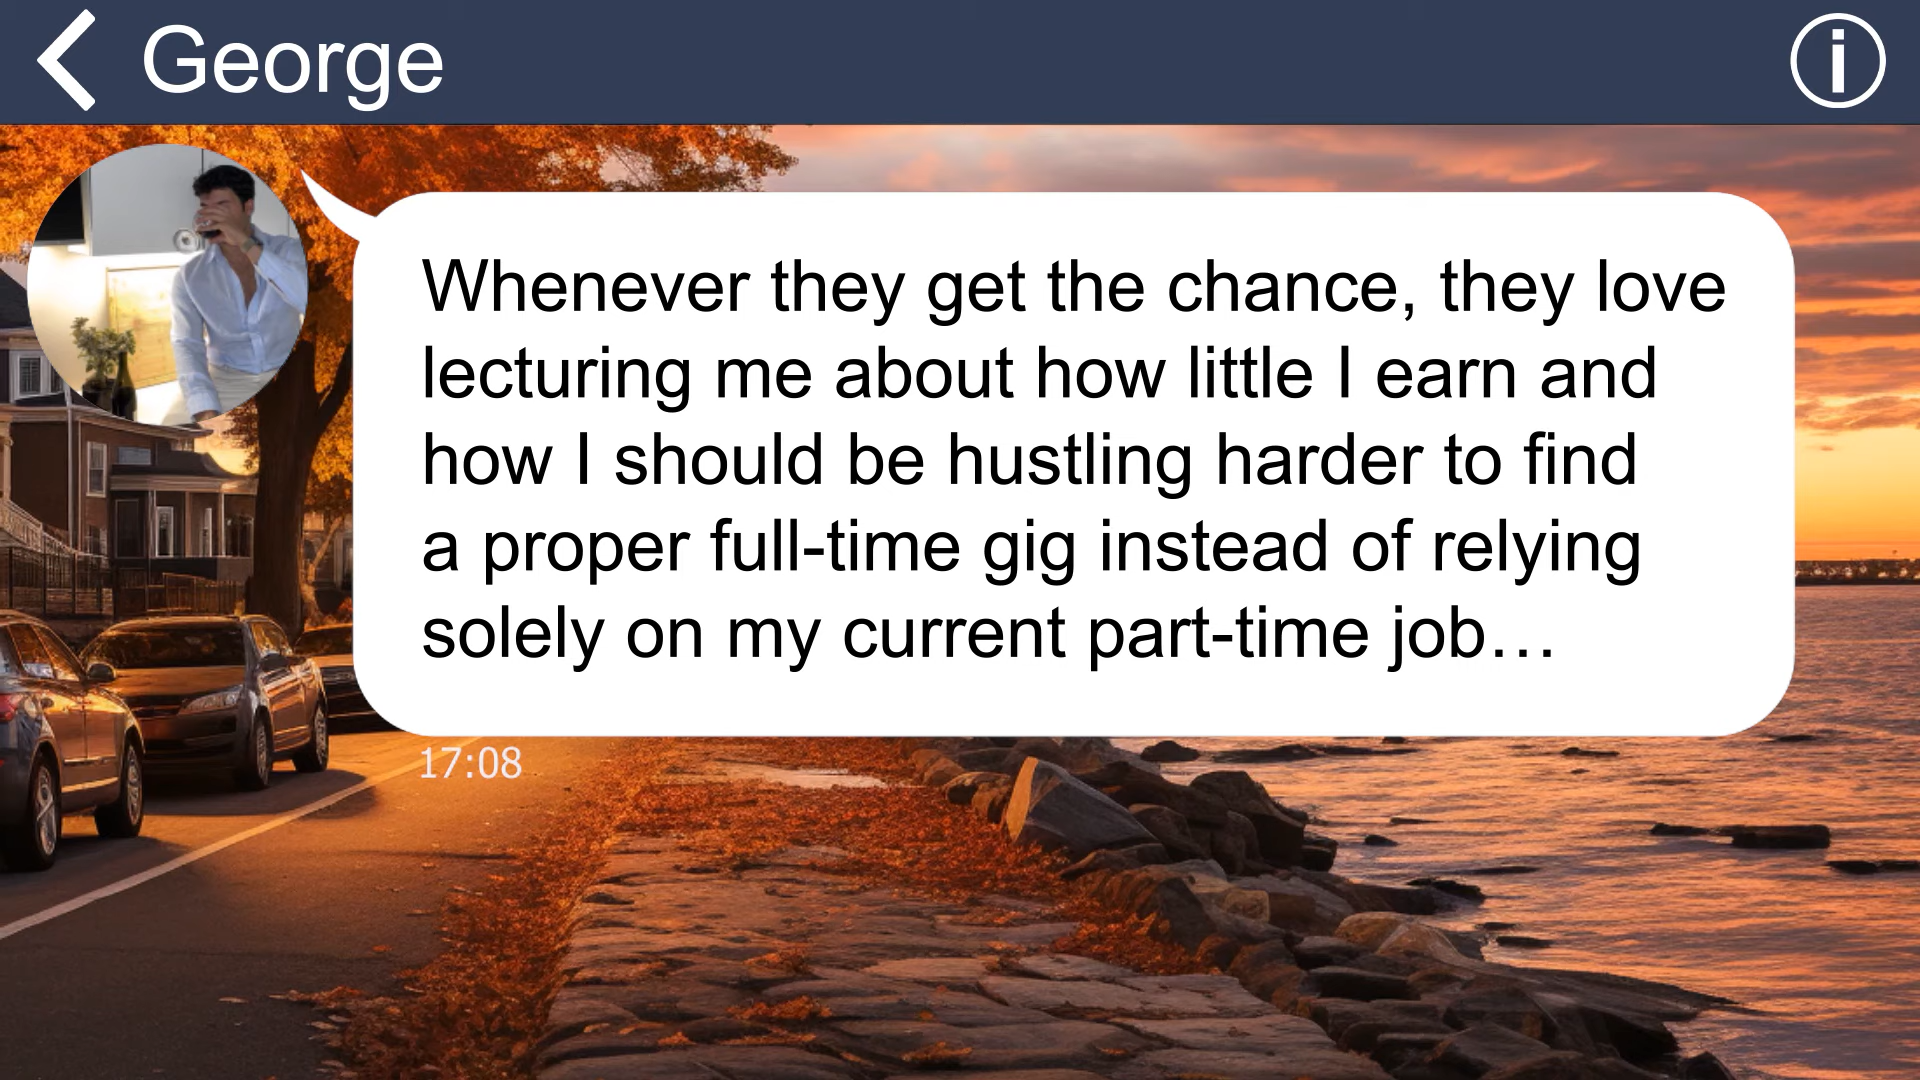 George
Whenever they get the chance, they love
lecturing me about how little I earn and
how I should be hustling harder to find
a proper full-time gig instead of relying
solely on my current part-time job…
17:08